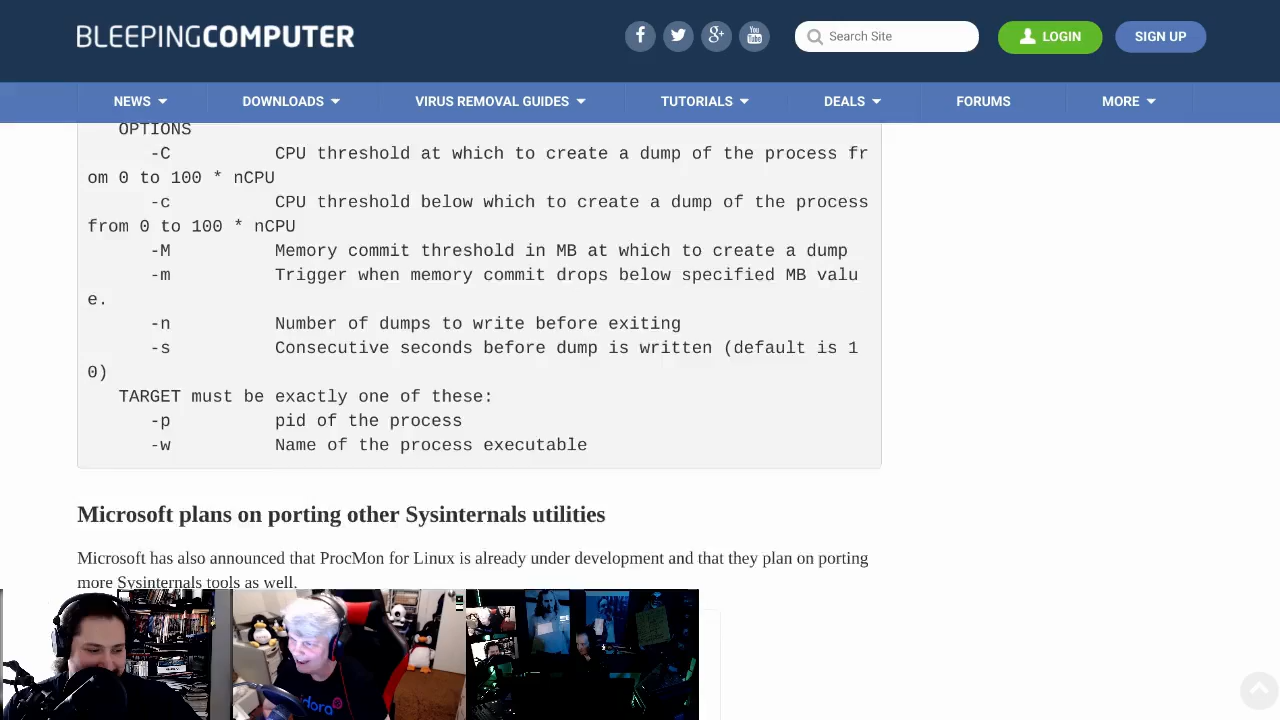 BLEEPINGCOMPUTER
Search Site
LOGIN
SIGN UP
NEWS
DOWNLOADS
VIRUS REMOVAL GUIDES
TUTORIALS
DEALS
FORUMS
MORE
OPTIONS
-C CPU threshold at which to create a dump of the process fr
om 0 to 100 * nCPU
-c CPU threshold below which to create a dump of the process
from 0 to 100 * nCPU
-M Memory commit threshold in MB at which to create a dump
-m Trigger when memory commit drops below specified MB valu
e.
-n Number of dumps to write before exiting
-s Consecutive seconds before dump is written (default is 1
0)
TARGET must be exactly one of these:
-p pid of the process
-w Name of the process executable
Microsoft plans on porting other Sysinternals utilities
Microsoft has also announced that ProcMon for Linux is already under development and that they plan on porting
more Sysinternals tools as well.